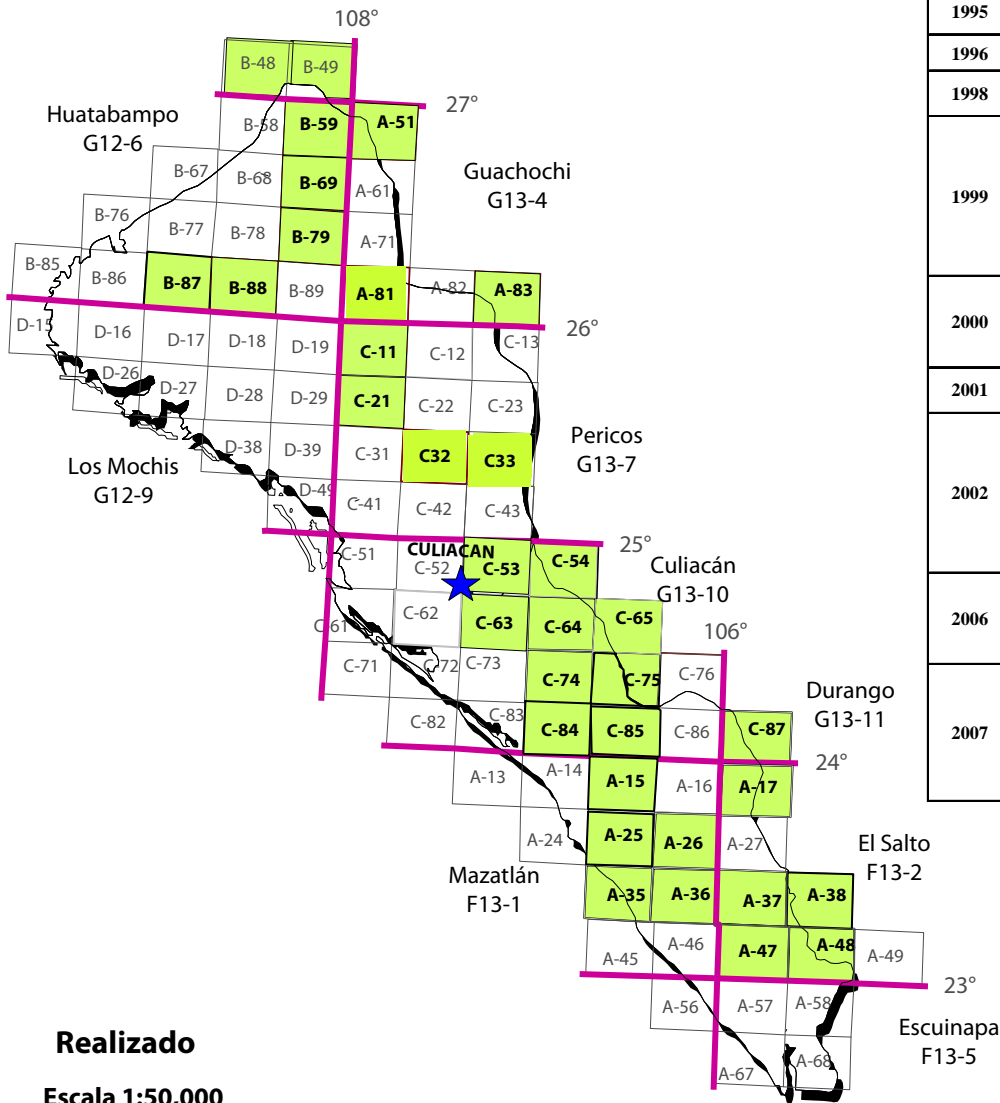 108°
1995
1996
1998
1999
2000
2001
2002
2006
2007
B-48 B-49
27°
Huatabampo
G12-6
B-58 B-59 A-51
Guachochi
G13-4
B-67 B-68 B-69 A-61
B-76 B-77 B-78 B-79 A-71
B-85 B-86 B-87 B-88 B-89 A-81 A-82 A-83
26°
D-15 D-16 D-17 D-18 D-19 C-11 C-12 C-13
D-26 D-27 D-28 D-29 C-21 C-22 C-23
Los Mochis
G12-9
D-38 D-39 C-31 C32 C33
Pericos
G13-7
D-49 C-41 C-42 C-43
25°
CULIACAN
C-51 C-52 C-53 C-54
Culiacán
G13-10
C-61 C-62 C-63 C-64 C-65
106°
C-71 C-72 C-73 C-74 C-75 C-76
Durango
G13-11
C-82 C-83 C-84 C-85 C-86 C-87
24°
A-13 A-14 A-15 A-16 A-17
A-24 A-25 A-26 A-27
El Salto
F13-2
Mazatlán
F13-1
A-35 A-36 A-37 A-38
A-45 A-46 A-47 A-48 A-49
23°
A-56 A-57 A-58
Escuinapa
F13-5
A-67 A-68
Realizado
Escala 1:50,000